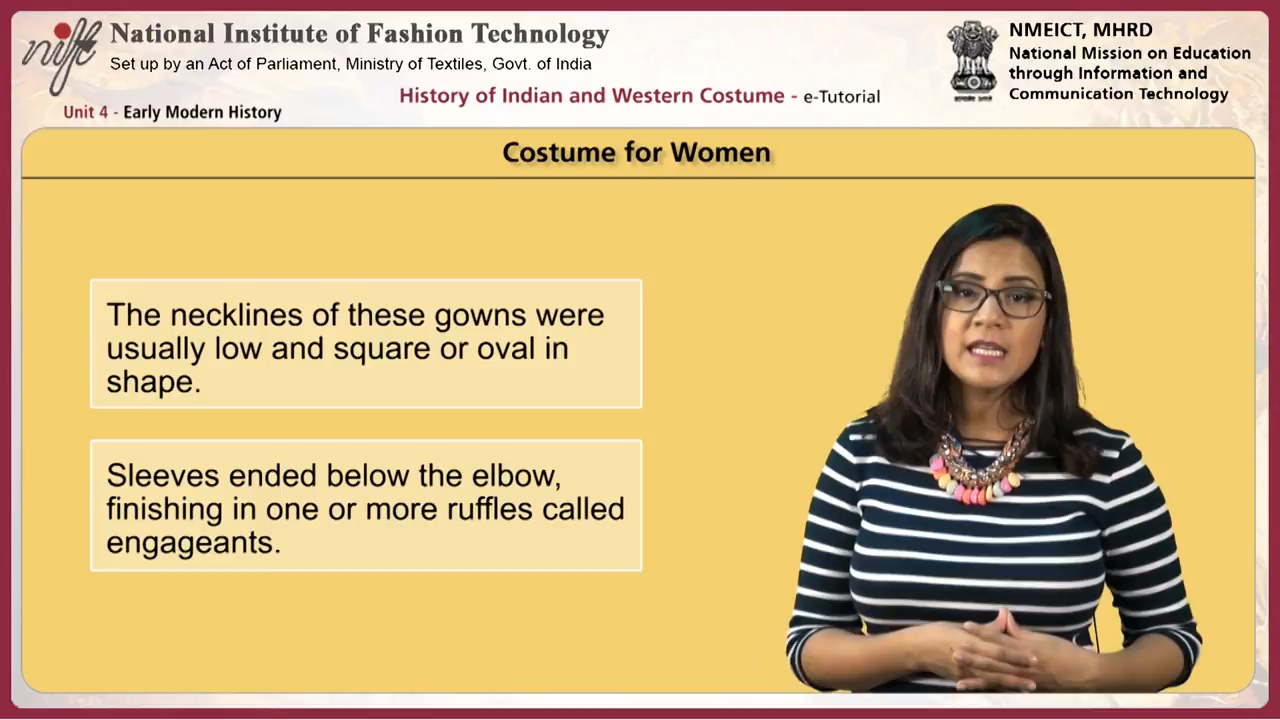 nift
National Institute of Fashion Technology
Set up by an Act of Parliament, Ministry of Textiles, Govt. of India
History of Indian and Western Costume - e-Tutorial
Unit 4 - Early Modern History
NMEICT, MHRD
National Mission on Education
through Information and
Communication Technology
Costume for Women
The necklines of these gowns were
usually low and square or oval in
shape.
Sleeves ended below the elbow,
finishing in one or more ruffles called
engageants.